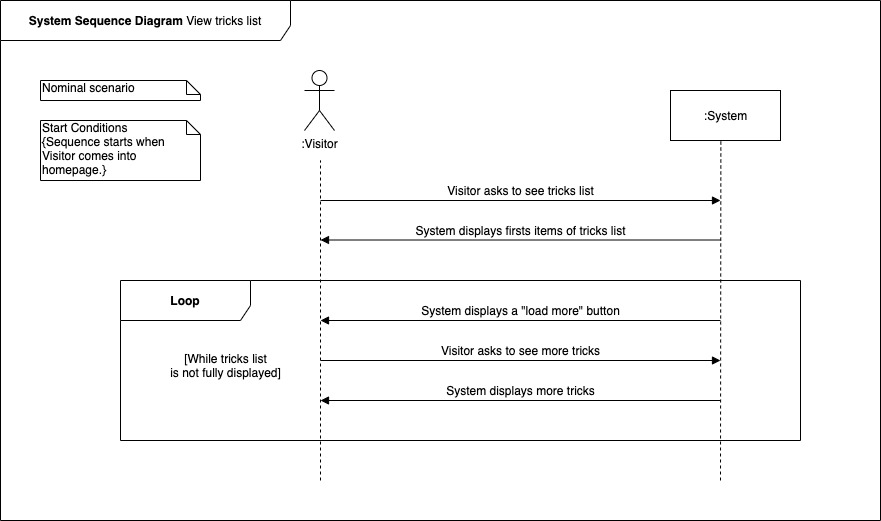 System Sequence Diagram View tricks list
Nominal scenario
Start Conditions
{Sequence starts when
Visitor comes into
homepage.}
:Visitor
:System
Visitor asks to see tricks list
System displays firsts items of tricks list
Loop
System displays a "load more" button
[While tricks list
is not fully displayed]
Visitor asks to see more tricks
System displays more tricks